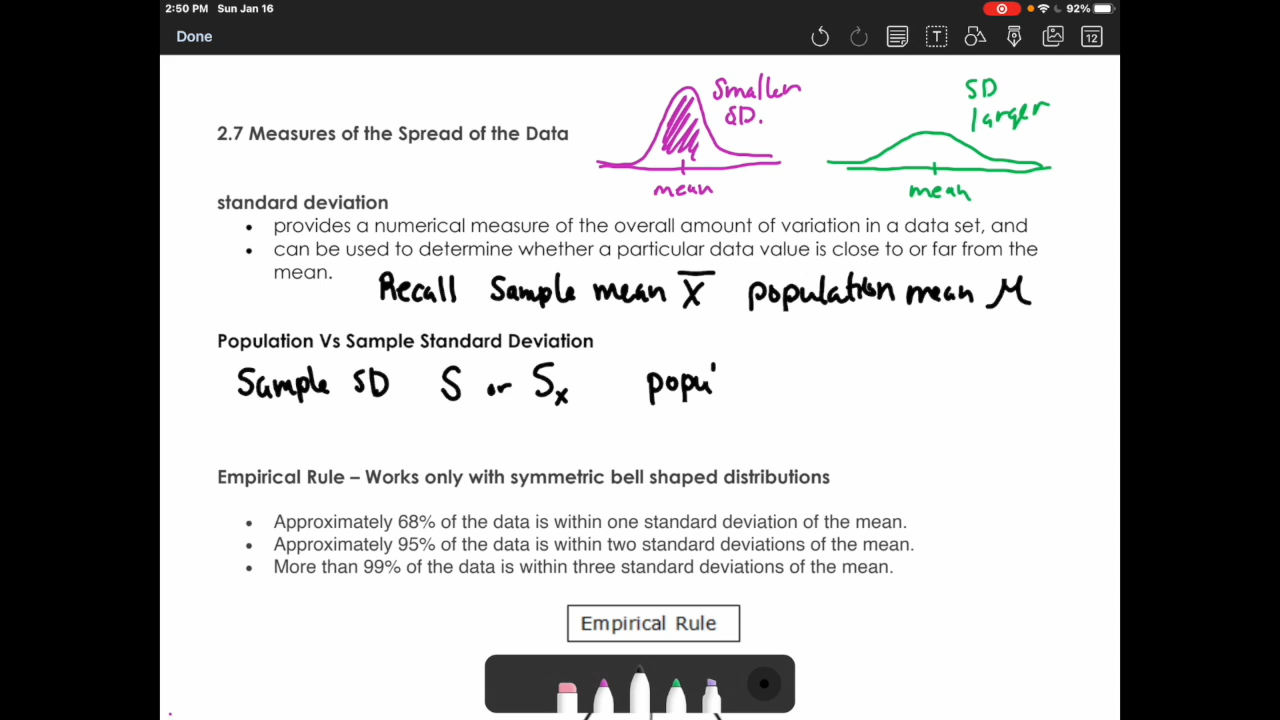 2:50 PM Sun Jan 16
92%
Done
T
12
Smaller
SD.
SD
larger
2.7 Measures of the Spread of the Data
mean
mean
standard deviation
• provides a numerical measure of the overall amount of variation in a data set, and
• can be used to determine whether a particular data value is close to or far from the
mean.
Recall Sample mean x̅ population mean μ
Population Vs Sample Standard Deviation
Sample SD S or Sₓ popu
Empirical Rule – Works only with symmetric bell shaped distributions
• Approximately 68% of the data is within one standard deviation of the mean.
• Approximately 95% of the data is within two standard deviations of the mean.
• More than 99% of the data is within three standard deviations of the mean.
Empirical Rule